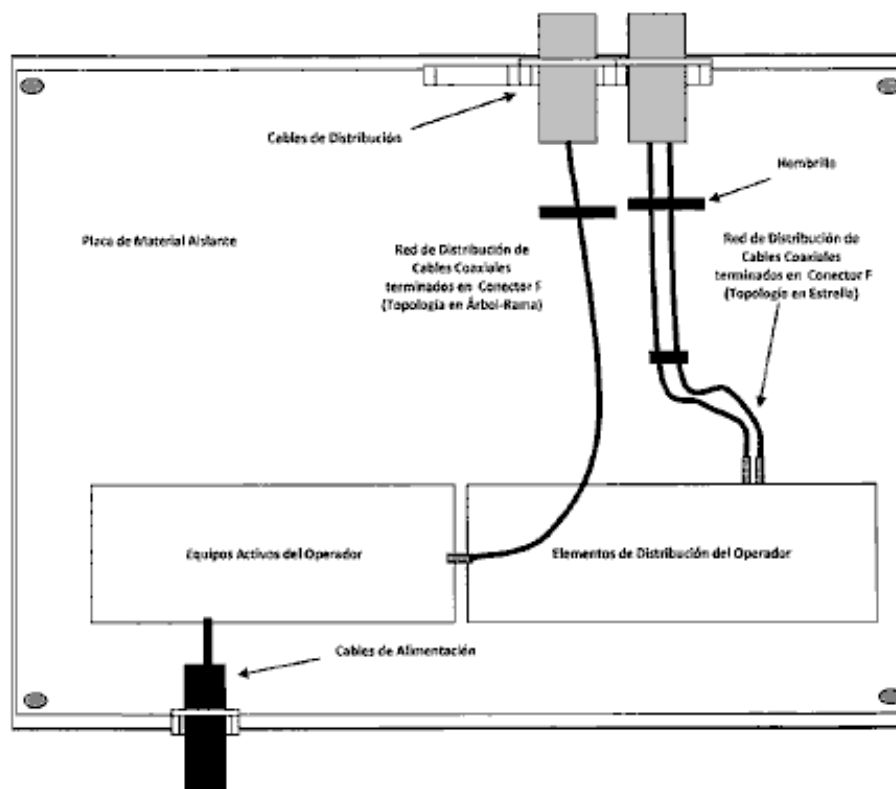 Cables de Distribución
Hembrilla
Placa de Material Aislante
Red de Distribución de
Cables Coaxiales
terminados en Conector F
(Topología en Árbol-Rama)
Red de Distribución de
Cables Coaxiales
terminados en Conector F
(Topología en Estrella)
Equipos Activos del Operador
Elementos de Distribución del Operador
Cables de Alimentación